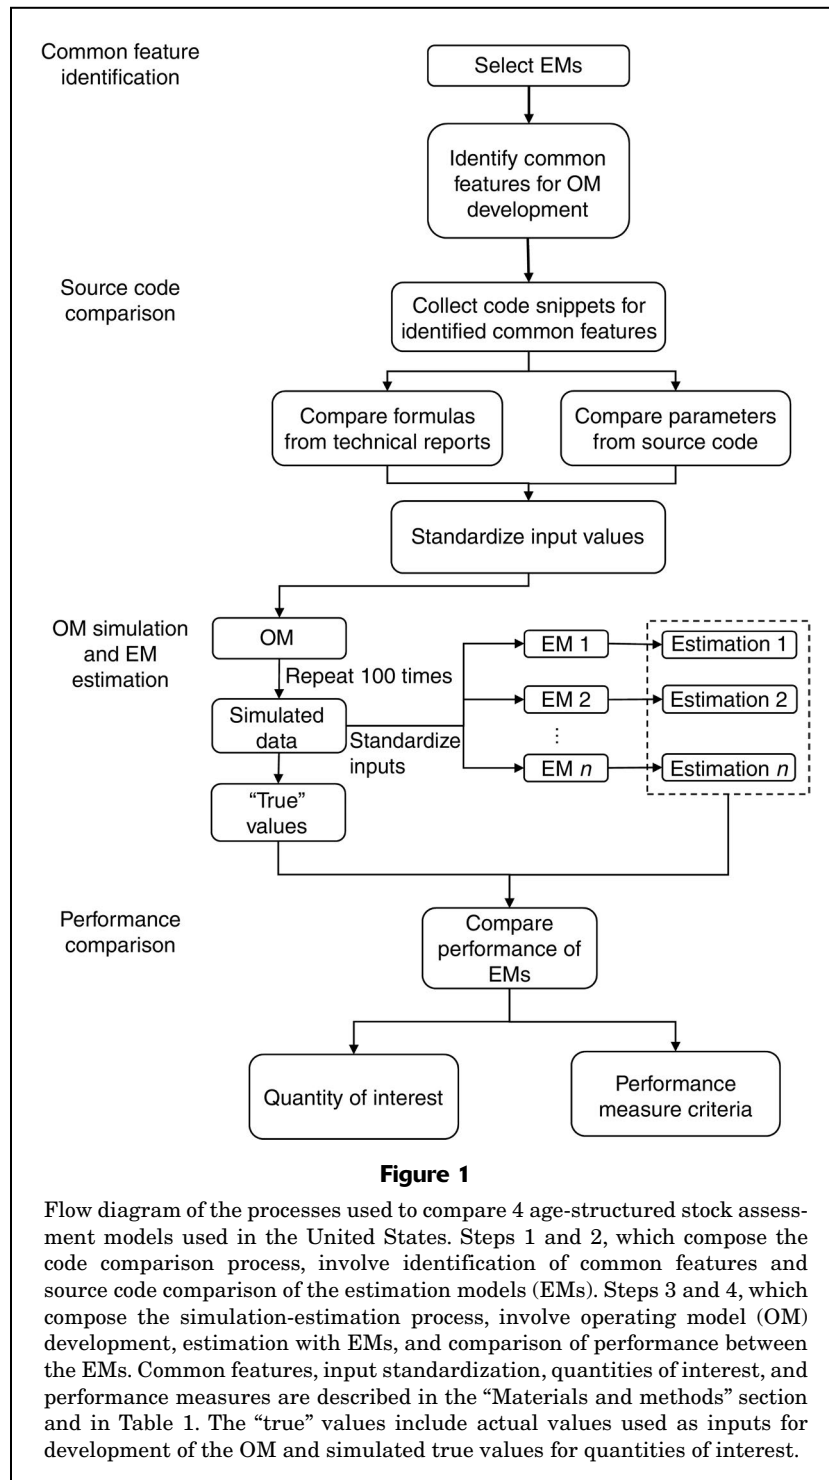 Common feature
identification
Select EMs
Identify common
features for OM
development
Source code
comparison
Collect code snippets for
identified common features
Compare formulas
from technical reports
Compare parameters
from source code
Standardize input values
OM simulation
and EM
estimation
OM
Repeat 100 times
Simulated
data
Standardize
inputs
"True"
values
EM 1
Estimation 1
EM 2
Estimation 2
⋮
EM n
Estimation n
Performance
comparison
Compare
performance of
EMs
Quantity of interest
Performance
measure criteria
Figure 1
Flow diagram of the processes used to compare 4 age-structured stock assess-
ment models used in the United States. Steps 1 and 2, which compose the
code comparison process, involve identification of common features and
source code comparison of the estimation models (EMs). Steps 3 and 4, which
compose the simulation-estimation process, involve operating model (OM)
development, estimation with EMs, and comparison of performance between
the EMs. Common features, input standardization, quantities of interest, and
performance measures are described in the “Materials and methods” section
and in Table 1. The “true” values include actual values used as inputs for
development of the OM and simulated true values for quantities of interest.